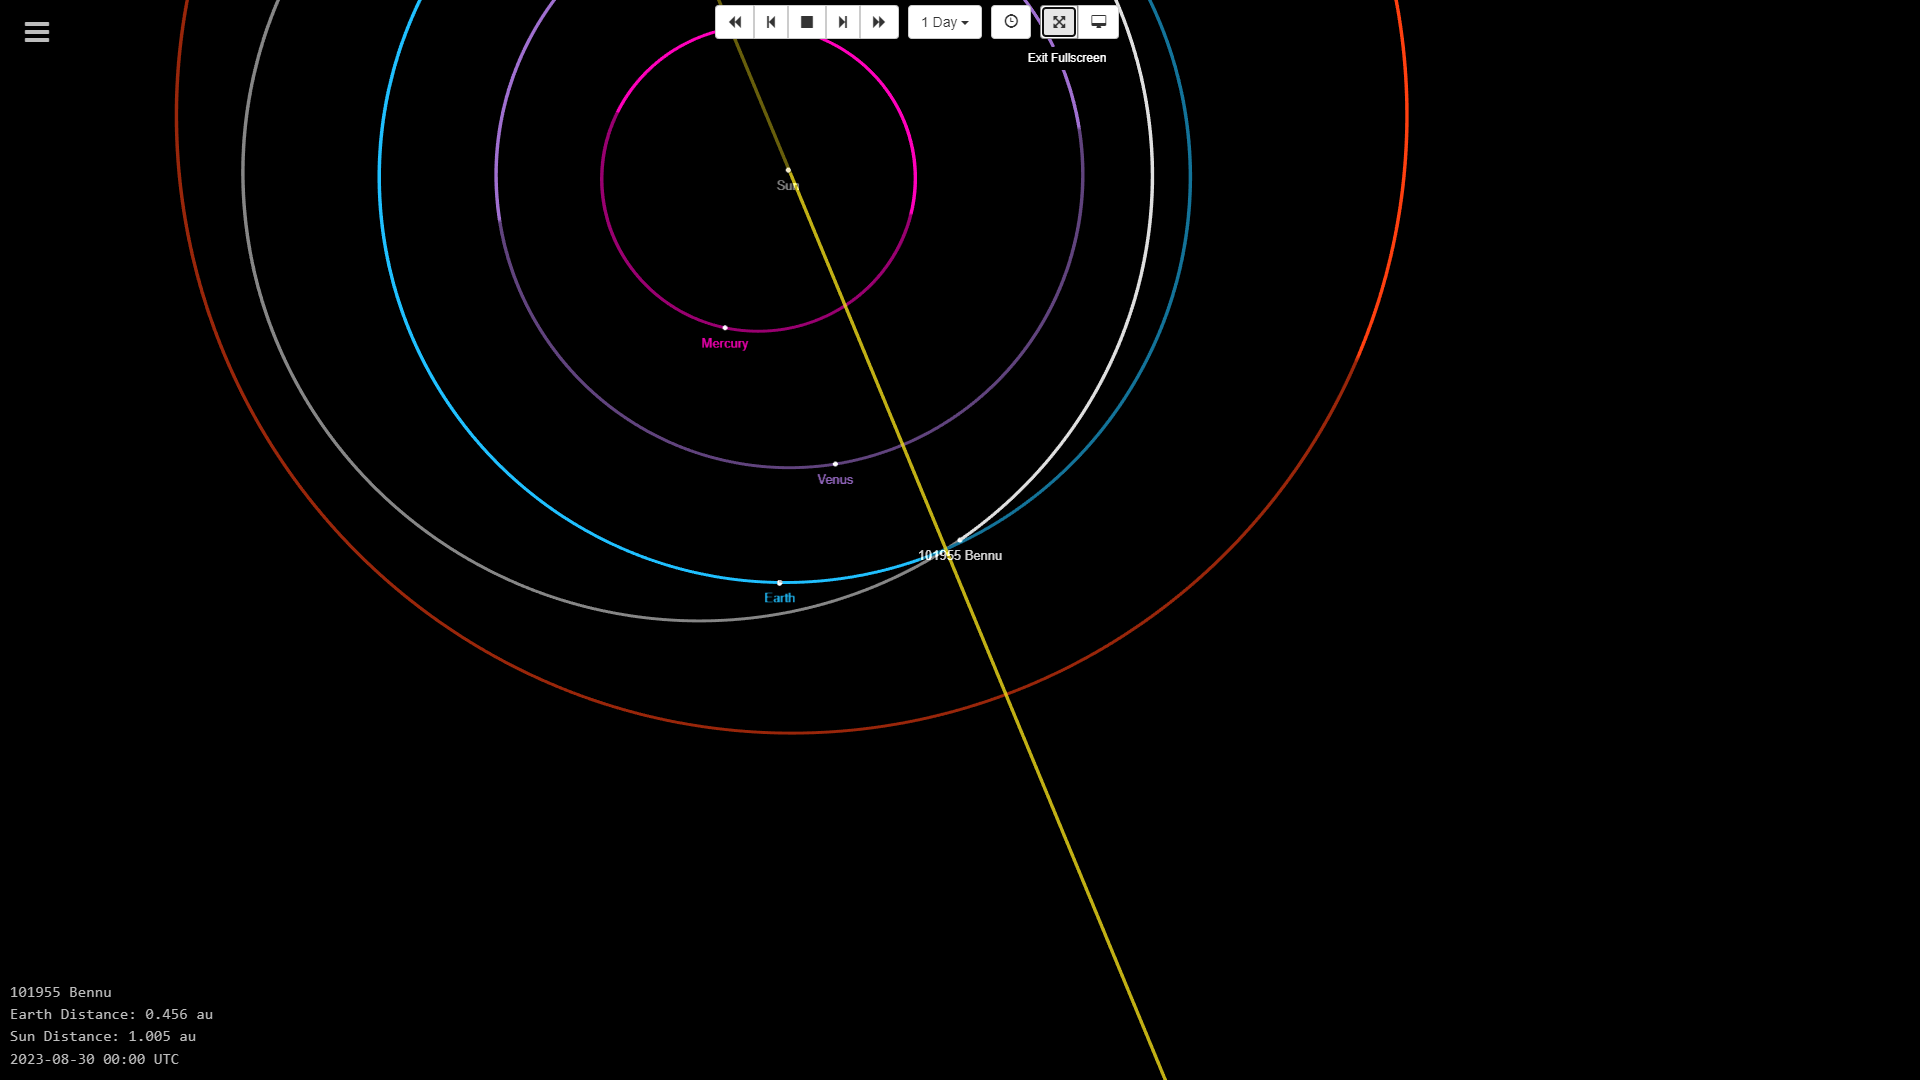 1 Day
Exit Fullscreen
Sun
Mercury
Venus
101955 Bennu
Earth
101955 Bennu
Earth Distance: 0.456 au
Sun Distance: 1.005 au
2023-08-30 00:00 UTC